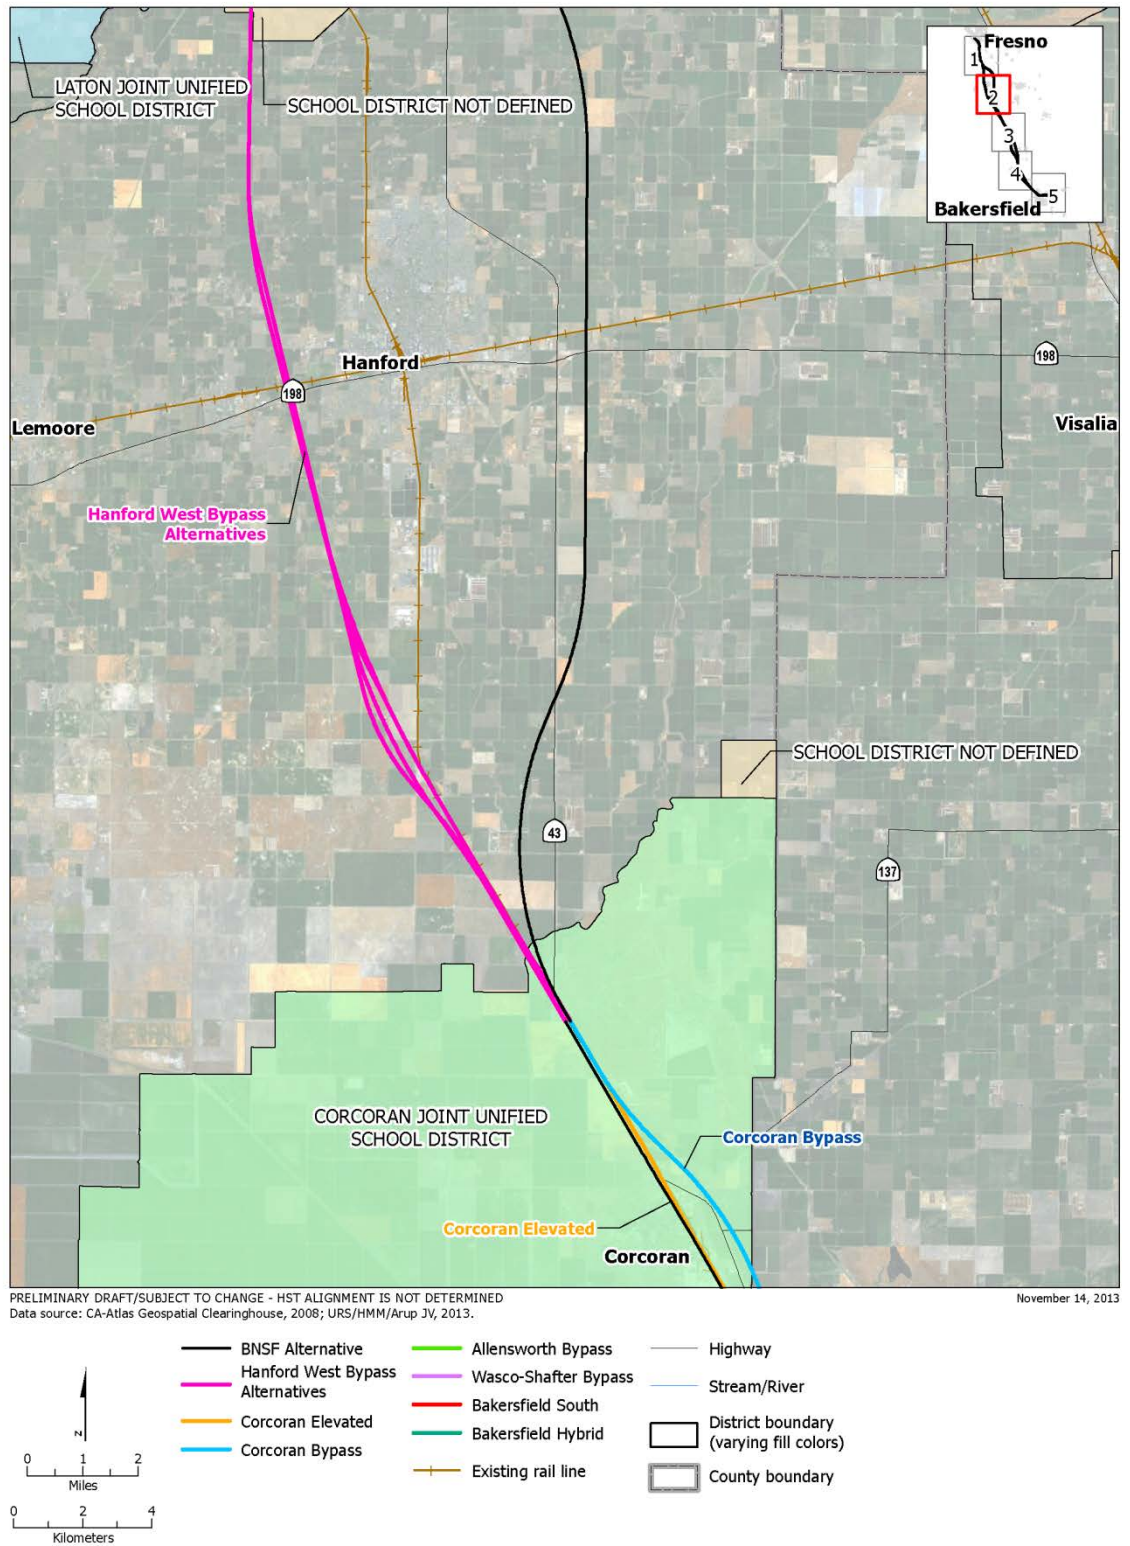 LATON JOINT UNIFIED
SCHOOL DISTRICT
SCHOOL DISTRICT NOT DEFINED
Fresno
1
2
3
4
5
Bakersfield
Hanford
198
198
Lemoore
Visalia
Hanford West Bypass
Alternatives
SCHOOL DISTRICT NOT DEFINED
43
137
CORCORAN JOINT UNIFIED
SCHOOL DISTRICT
Corcoran Bypass
Corcoran Elevated
Corcoran
PRELIMINARY DRAFT/SUBJECT TO CHANGE - HST ALIGNMENT IS NOT DETERMINED
Data source: CA-Atlas Geospatial Clearinghouse, 2008; URS/HMM/Arup JV, 2013.
November 14, 2013
BNSF Alternative
Hanford West Bypass
Alternatives
Corcoran Elevated
Corcoran Bypass
Allensworth Bypass
Wasco-Shafter Bypass
Bakersfield South
Bakersfield Hybrid
Existing rail line
Highway
Stream/River
District boundary
(varying fill colors)
County boundary
N
0 1 2
Miles
0 2 4
Kilometers